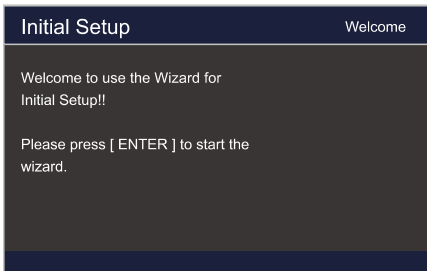 Initial Setup
Welcome
Welcome to use the Wizard for
Initial Setup!!
Please press [ ENTER ] to start the
wizard.